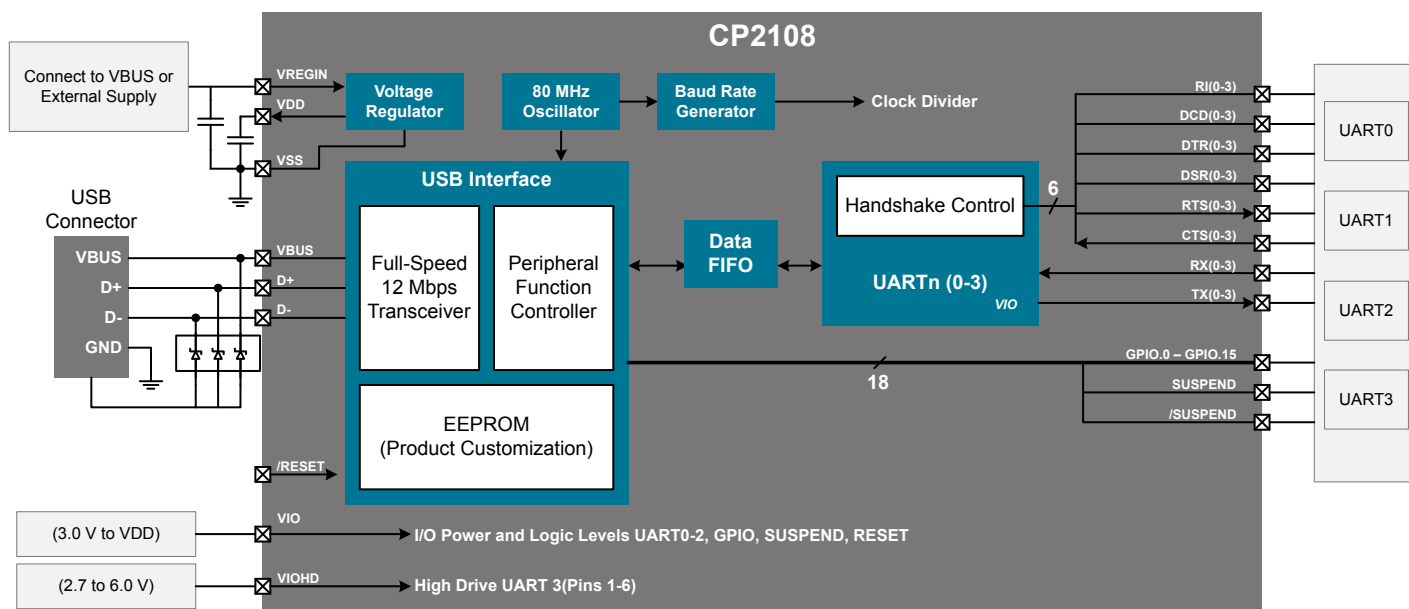 CP2108
Connect to VBUS or
External Supply
VREGIN
VDD
VSS
Voltage
Regulator
80 MHz
Oscillator
Baud Rate
Generator
Clock Divider
USB
Connector
VBUS
D+
D-
GND
VBUS
D+
D-
USB Interface
Full-Speed
12 Mbps
Transceiver
Peripheral
Function
Controller
EEPROM
(Product Customization)
Data
FIFO
Handshake Control
UARTn (0-3)
VIO
6
RI(0-3)
DCD(0-3)
DTR(0-3)
DSR(0-3)
RTS(0-3)
CTS(0-3)
RX(0-3)
TX(0-3)
18
GPIO.0 – GPIO.15
SUSPEND
/SUSPEND
UART0
UART1
UART2
UART3
/RESET
(3.0 V to VDD)
VIO
I/O Power and Logic Levels UART0-2, GPIO, SUSPEND, RESET
(2.7 to 6.0 V)
VIOHD
High Drive UART 3(Pins 1-6)